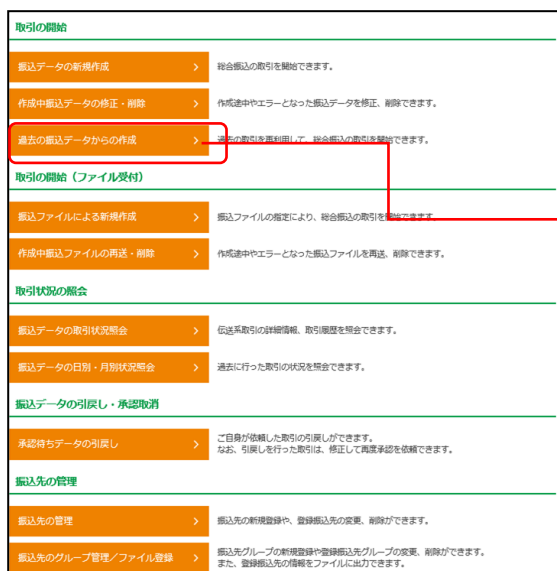 取引の開始
振込データの新規作成
総合振込の取引を開始できます。
作成中振込データの修正・削除
作成途中やエラーとなった振込データを修正、削除できます。
過去の振込データからの作成
過去の取引を再利用して、総合振込の取引を開始できます。
取引の開始（ファイル受付）
振込ファイルによる新規作成
振込ファイルの指定により、総合振込の取引を開始できます。
作成中振込ファイルの再送・削除
作成途中やエラーとなった振込ファイルを再送、削除できます。
取引状況の照会
振込データの取引状況照会
伝送系取引の詳細情報、取引履歴を照会できます。
振込データの日別・月別状況照会
過去に行った取引の状況を照会できます。
振込データの引戻し・承認取消
承認待ちデータの引戻し
ご自身が依頼した取引の引戻しができます。
なお、引戻しを行った取引は、修正して再度承認を依頼できます。
振込先の管理
振込先の管理
振込先の新規登録や、登録振込先の変更、削除ができます。
振込先のグループ管理／ファイル登録
振込先グループの新規登録や登録振込先グループの変更、削除ができます。
また、登録振込先の情報をファイルに出力できます。